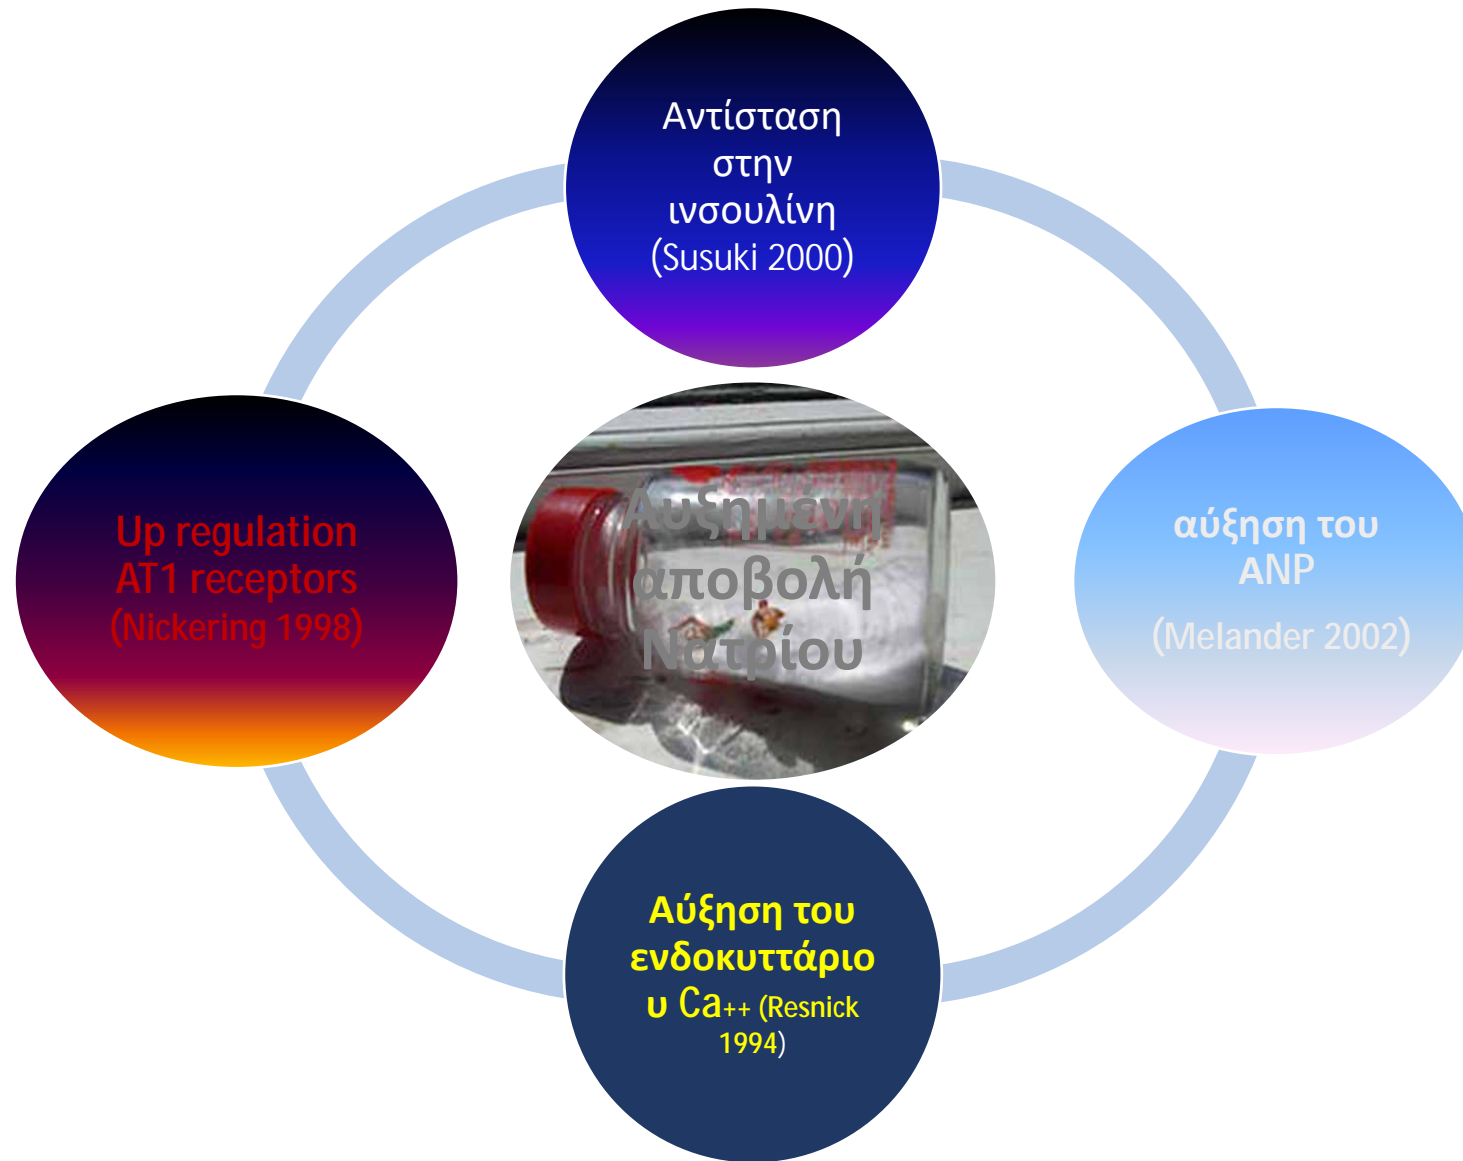 Αντίσταση
στην
ινσουλίνη
(Susuki 2000)
Up regulation
AT1 receptors
(Nickering 1998)
Αυξημένη
αποβολή
Νατρίου
αύξηση του
ANP
(Melander 2002)
Αύξηση του
ενδοκυττάριο
υ Ca++ (Resnick
1994)